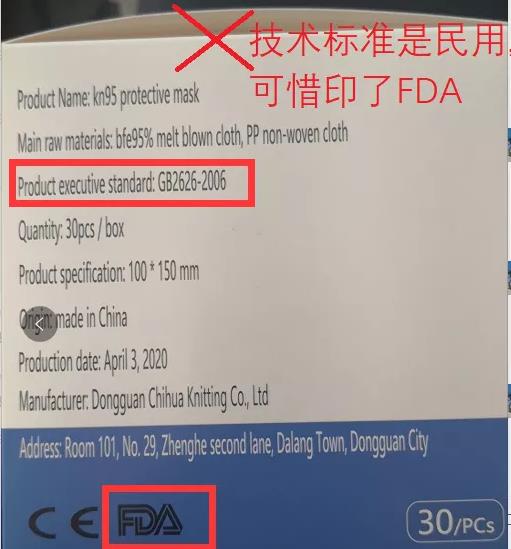 技术标准是民用,
可惜印了FDA
Product Name: kn95 protective mask
Main raw materials: bfe95% melt blown cloth, PP non-woven cloth
Product executive standard: GB2626-2006
Quantity: 30pcs / box
Product specification: 100 * 150 mm
Origin: made in China
Production date: April 3, 2020
Manufacturer: Dongguan Chihua Knitting Co., Ltd
Address: Room 101, No. 29, Zhenghe second lane, Dalang Town, Dongguan City
CE FDA
30/PCs